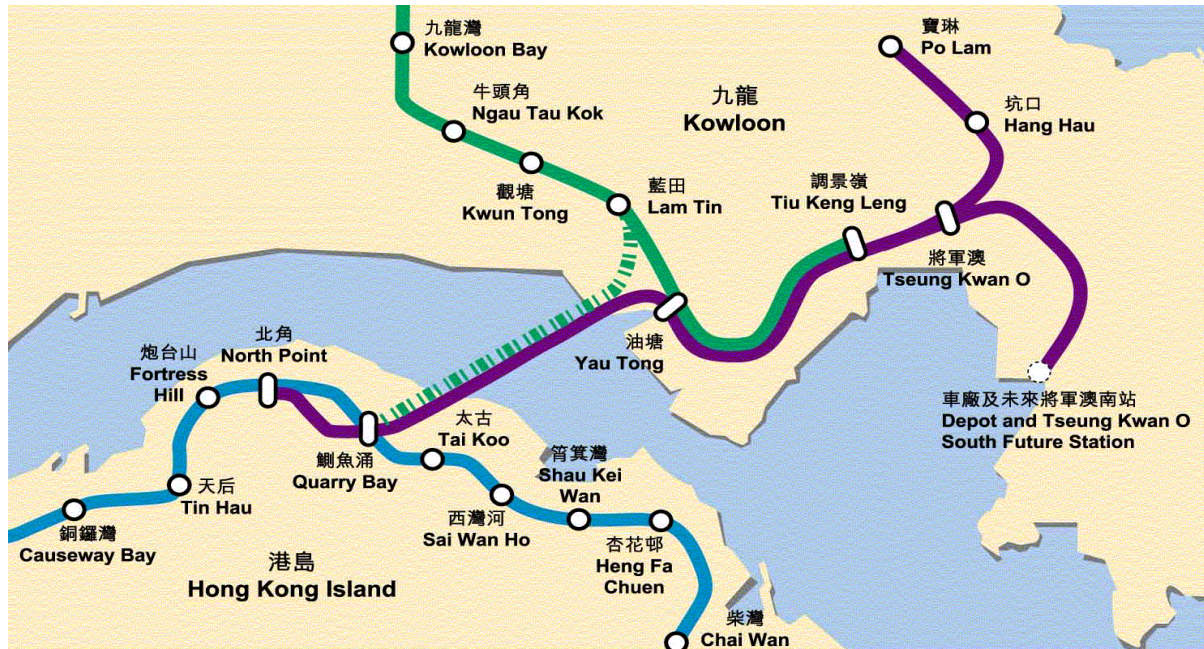 九龍灣
Kowloon Bay
牛頭角
Ngau Tau Kok
觀塘
Kwun Tong
藍田
Lam Tin
九龍
Kowloon
寶琳
Po Lam
坑口
Hang Hau
調景嶺
Tiu Keng Leng
將軍澳
Tseung Kwan O
油塘
Yau Tong
車廠及未來將軍澳南站
Depot and Tseung Kwan O
South Future Station
北角
North Point
炮台山
Fortress
Hill
鰂魚涌
Quarry Bay
太古
Tai Koo
天后
Tin Hau
銅鑼灣
Causeway Bay
西灣河
Sai Wan Ho
筲箕灣
Shau Kei
Wan
杏花邨
Heng Fa
Chuen
柴灣
Chai Wan
港島
Hong Kong Island